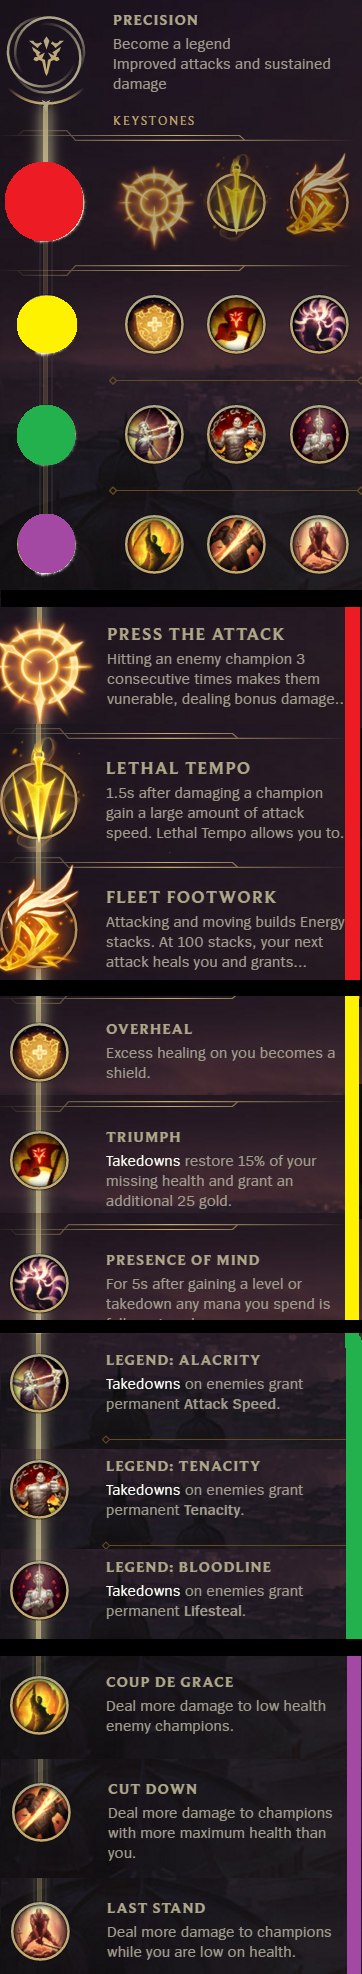 PRECISION
Become a legend
Improved attacks and sustained
damage
KEYSTONES
PRESS THE ATTACK
Hitting an enemy champion 3
consecutive times makes them
vunerable, dealing bonus damage..
LETHAL TEMPO
1.5s after damaging a champion
gain a large amount of attack
speed. Lethal Tempo allows you to.
FLEET FOOTWORK
Attacking and moving builds Energy
stacks. At 100 stacks, your next
attack heals you and grants...
OVERHEAL
Excess healing on you becomes a
shield.
TRIUMPH
Takedowns restore 15% of your
missing health and grant an
additional 25 gold.
PRESENCE OF MIND
For 5s after gaining a level or
takedown any mana you spend is
LEGEND: ALACRITY
Takedowns on enemies grant
permanent Attack Speed.
LEGEND: TENACITY
Takedowns on enemies grant
permanent Tenacity.
LEGEND: BLOODLINE
Takedowns on enemies grant
permanent Lifesteal.
COUP DE GRACE
Deal more damage to low health
enemy champions.
CUT DOWN
Deal more damage to champions
with more maximum health than
you.
LAST STAND
Deal more damage to champions
while you are low on health.